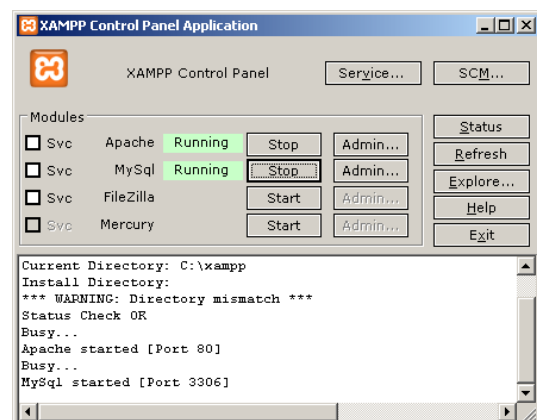 XAMPP Control Panel Application
XAMPP Control Panel
Service...
SCM...
Modules
Svc Apache Running Stop Admin...
Svc MySql Running Stop Admin...
Svc FileZilla Start Admin...
Svc Mercury Start Admin...
Status
Refresh
Explore...
Help
Exit
Current Directory: C:\xampp
Install Directory:
*** WARNING: Directory mismatch ***
Status Check OK
Busy...
Apache started [Port 80]
Busy...
MySql started [Port 3306]